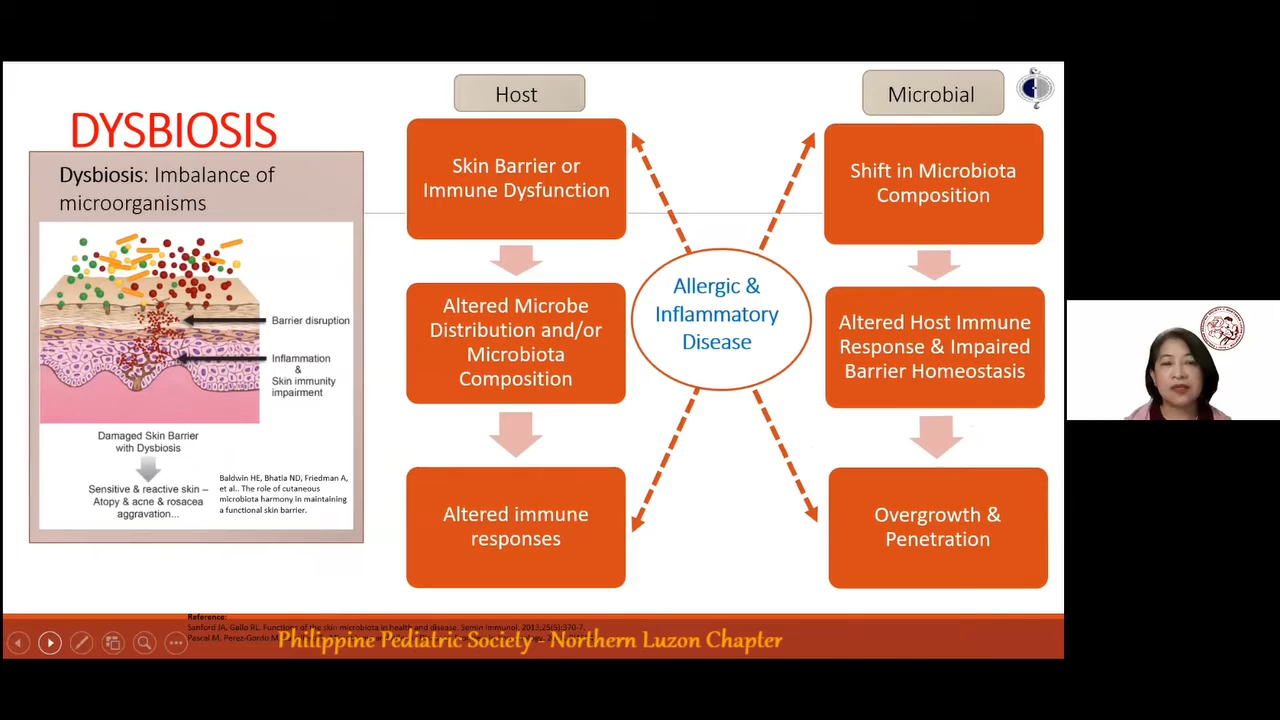 DYSBIOSIS
Dysbiosis: Imbalance of
microorganisms
Barrier disruption
Inflammation
&
Skin immunity
impairment
Damaged Skin Barrier
with Dysbiosis
Sensitive & reactive skin –
Atopy & acne & rosacea
aggravation...
Baldwin HE, Bhatia ND, Friedman A,
et al.. The role of cutaneous
microbiota harmony in maintaining
a functional skin barrier.
Host
Skin Barrier or
Immune Dysfunction
Altered Microbe
Distribution and/or
Microbiota
Composition
Altered immune
responses
Allergic &
Inflammatory
Disease
Microbial
Shift in Microbiota
Composition
Altered Host Immune
Response & Impaired
Barrier Homeostasis
Overgrowth &
Penetration
Reference:
Sanford JA, Gallo RL. Functions of the skin microbiota in health and disease. Semin Immunol. 2013;25(5):370-7.
Pascal M, Perez-Gordo M
Philippine Pediatric Society - Northern Luzon Chapter